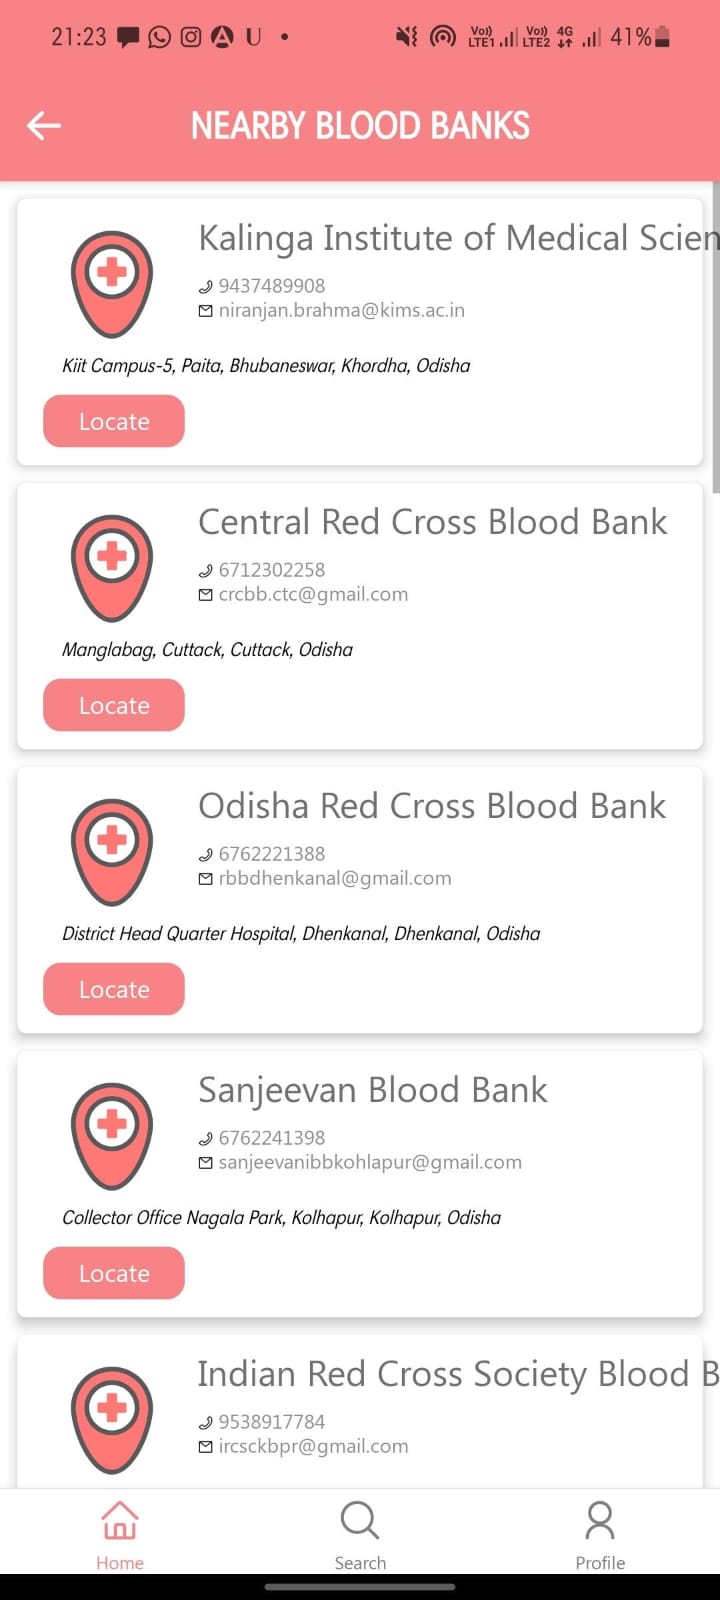 21:23 U
Vo)) LTE1 Vo)) LTE2 4G 41%
NEARBY BLOOD BANKS
Kalinga Institute of Medical Scien
9437489908
niranjan.brahma@kims.ac.in
Kiit Campus-5, Paita, Bhubaneswar, Khordha, Odisha
Locate
Central Red Cross Blood Bank
6712302258
crcbb.ctc@gmail.com
Manglabag, Cuttack, Cuttack, Odisha
Locate
Odisha Red Cross Blood Bank
6762221388
rbbdhenkanal@gmail.com
District Head Quarter Hospital, Dhenkanal, Dhenkanal, Odisha
Locate
Sanjeevan Blood Bank
6762241398
sanjeevanibbkohlapur@gmail.com
Collector Office Nagala Park, Kolhapur, Kolhapur, Odisha
Locate
Indian Red Cross Society Blood B
9538917784
ircsckbpr@gmail.com
Home Search Profile